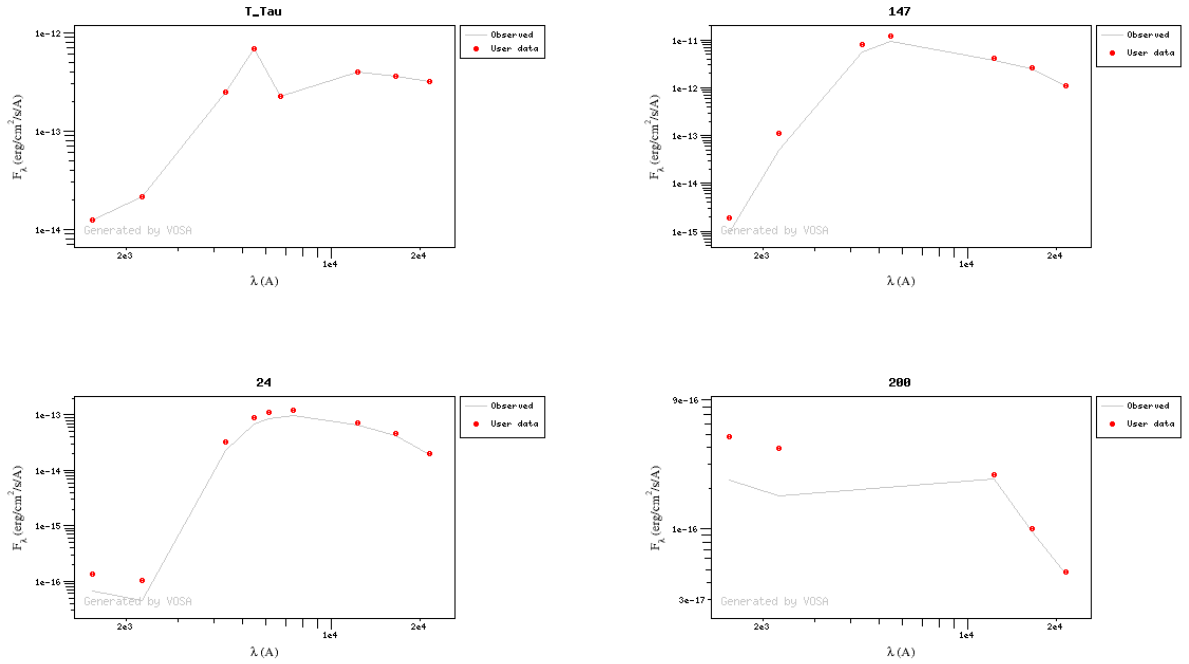 T_Tau
1e-12
1e-13
1e-14
Fλ (erg/cm²/s/A)
2e3
1e4
2e4
λ (A)
Observed
User data
Generated by VOSA
147
1e-11
1e-12
1e-13
1e-14
1e-15
Fλ (erg/cm²/s/A)
2e3
1e4
2e4
λ (A)
Observed
User data
Generated by VOSA
24
1e-13
1e-14
1e-15
1e-16
Fλ (erg/cm²/s/A)
2e3
1e4
2e4
λ (A)
Observed
User data
Generated by VOSA
200
9e-16
1e-16
3e-17
Fλ (erg/cm²/s/A)
2e3
1e4
2e4
λ (A)
Observed
User data
Generated by VOSA